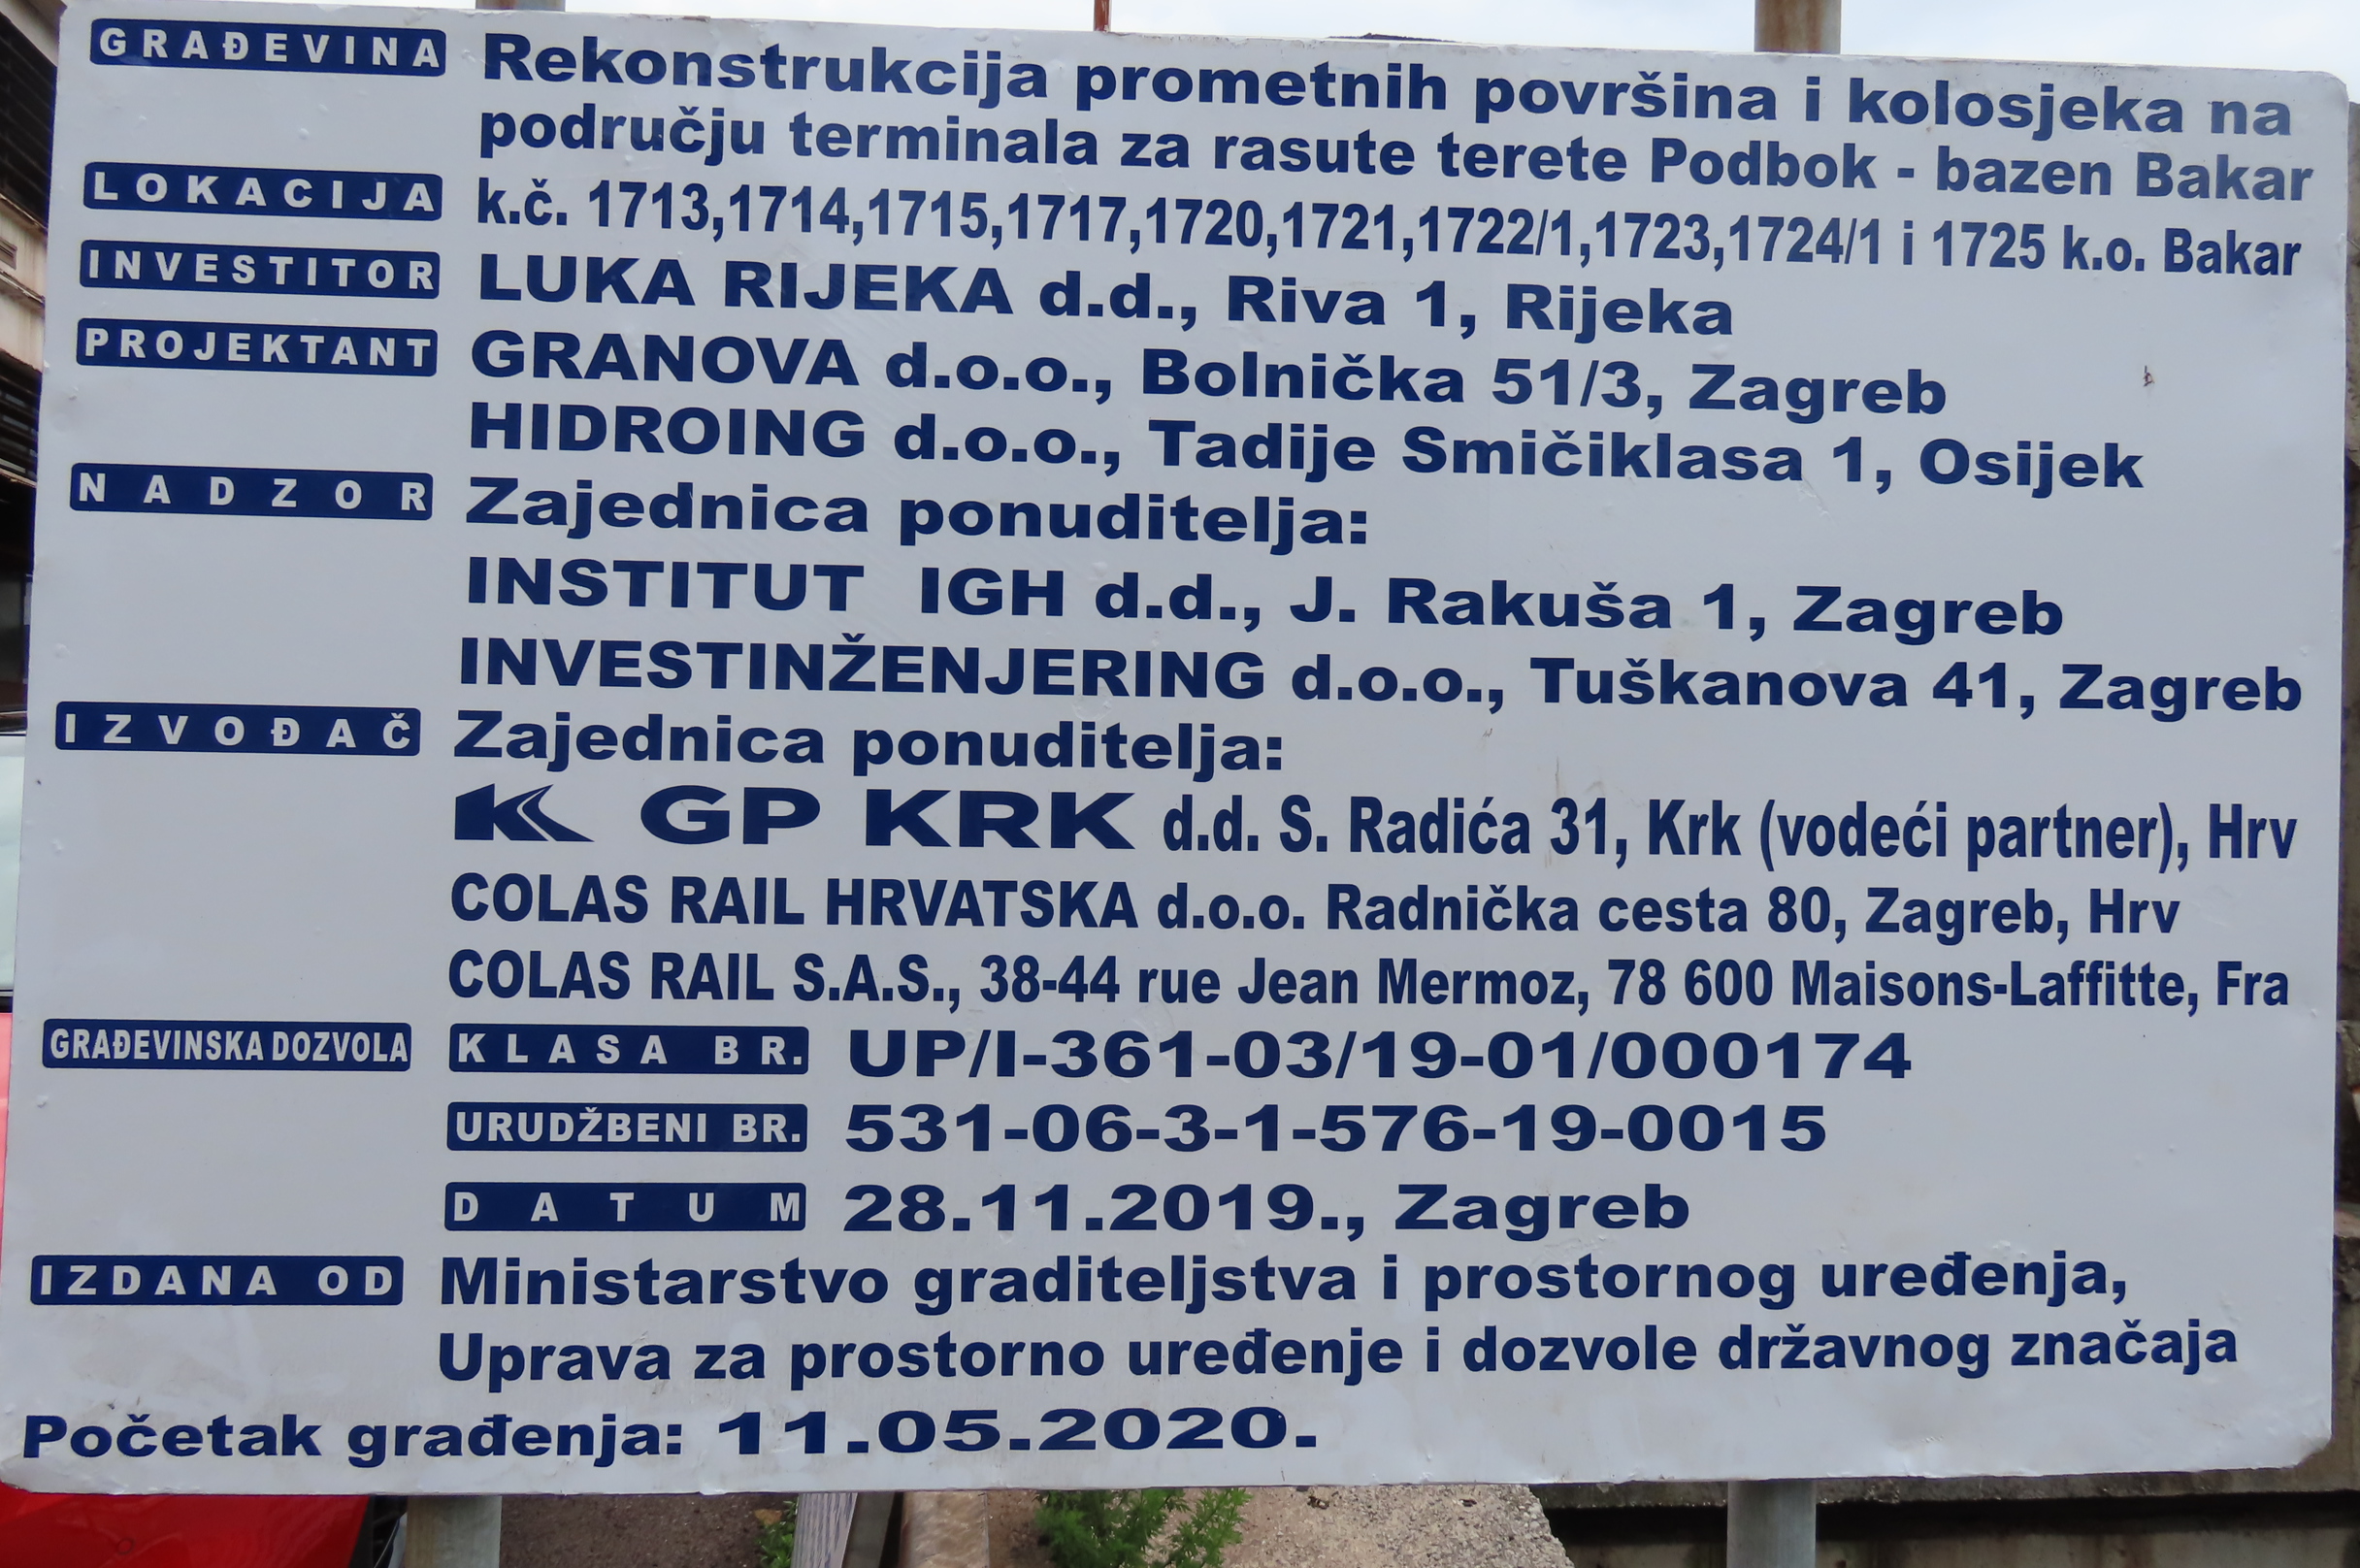 GRAĐEVINA Rekonstrukcija prometnih površina i kolosjeka na
području terminala za rasute terete Podbok - bazen Bakar
LOKACIJA k.č. 1713,1714,1715,1717,1720,1721,1722/1,1723,1724/1 i 1725 k.o. Bakar
INVESTITOR LUKA RIJEKA d.d., Riva 1, Rijeka
PROJEKTANT GRANOVA d.o.o., Bolnička 51/3, Zagreb
HIDROING d.o.o., Tadije Smičiklasa 1, Osijek
NADZOR Zajednica ponuditelja:
INSTITUT IGH d.d., J. Rakuša 1, Zagreb
INVESTINŽENJERING d.o.o., Tuškanova 41, Zagreb
IZVOĐAČ Zajednica ponuditelja:
K GP KRK d.d. S. Radića 31, Krk (vodeći partner), Hrv
COLAS RAIL HRVATSKA d.o.o. Radnička cesta 80, Zagreb, Hrv
COLAS RAIL S.A.S., 38-44 rue Jean Mermoz, 78 600 Maisons-Laffitte, Fra
GRAĐEVINSKA DOZVOLA KLASA BR. UP/I-361-03/19-01/000174
URUDŽBENI BR. 531-06-3-1-576-19-0015
DATUM 28.11.2019., Zagreb
IZDANA OD Ministarstvo graditeljstva i prostornog uređenja,
Uprava za prostorno uređenje i dozvole državnog značaja
Početak građenja: 11.05.2020.